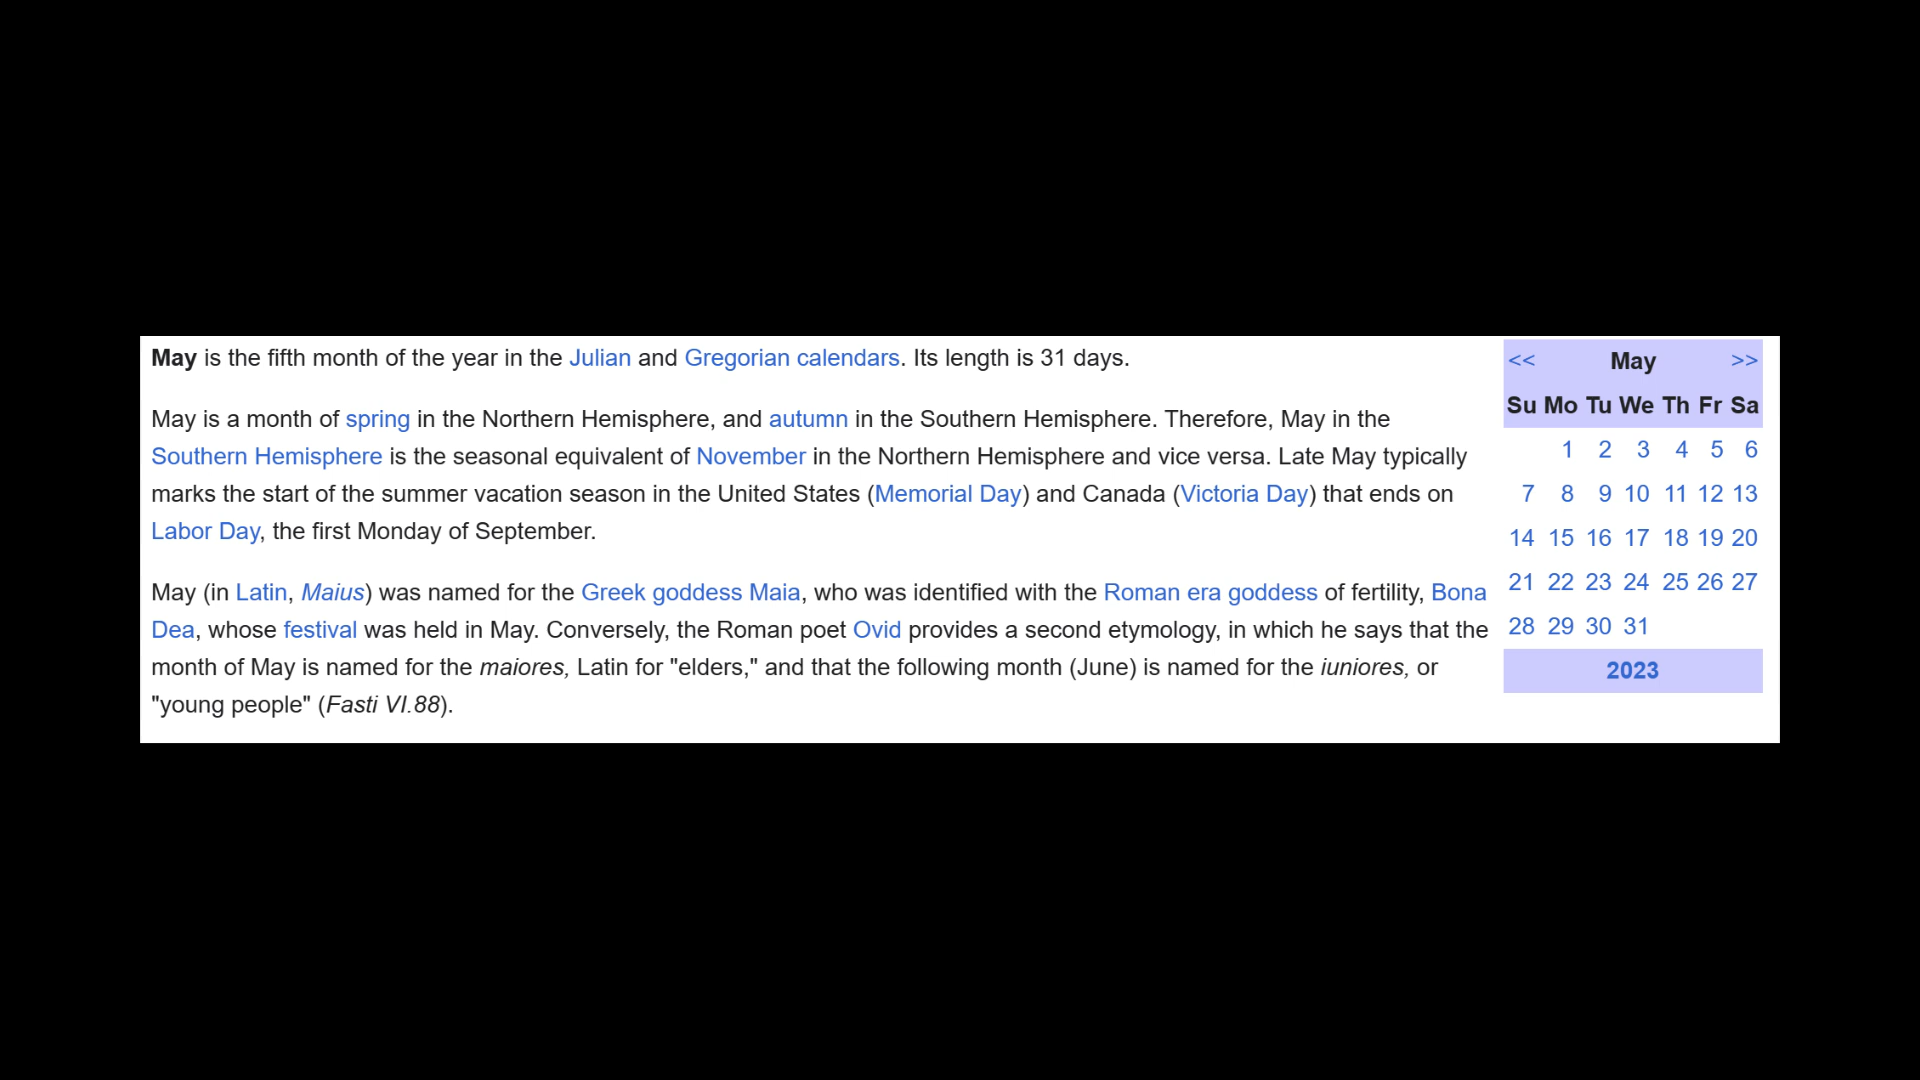 May is the fifth month of the year in the Julian and Gregorian calendars. Its length is 31 days.
May is a month of spring in the Northern Hemisphere, and autumn in the Southern Hemisphere. Therefore, May in the
Southern Hemisphere is the seasonal equivalent of November in the Northern Hemisphere and vice versa. Late May typically
marks the start of the summer vacation season in the United States (Memorial Day) and Canada (Victoria Day) that ends on
Labor Day, the first Monday of September.
May (in Latin, Maius) was named for the Greek goddess Maia, who was identified with the Roman era goddess of fertility, Bona
Dea, whose festival was held in May. Conversely, the Roman poet Ovid provides a second etymology, in which he says that the
month of May is named for the maiores, Latin for "elders," and that the following month (June) is named for the iuniores, or
"young people" (Fasti VI.88).
<< May >>
Su Mo Tu We Th Fr Sa
1 2 3 4 5 6
7 8 9 10 11 12 13
14 15 16 17 18 19 20
21 22 23 24 25 26 27
28 29 30 31
2023